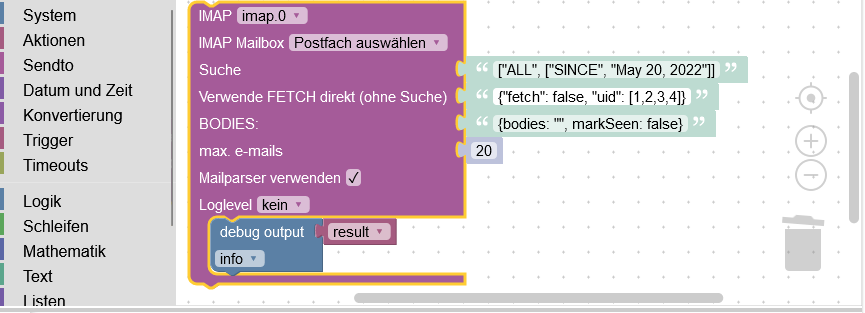 System
Aktionen
Sendto
Datum und Zeit
Konvertierung
Trigger
Timeouts
Logik
Schleifen
Mathematik
Text
Listen
IMAP imap.0
IMAP Mailbox Postfach auswählen
Suche “ ["ALL", ["SINCE", "May 20, 2022"]] ”
Verwende FETCH direkt (ohne Suche) “ {"fetch": false, "uid": [1,2,3,4]} ”
BODIES: “ {bodies: "", markSeen: false} ”
max. e-mails 20
Mailparser verwenden ✓
Loglevel kein
debug output result
info